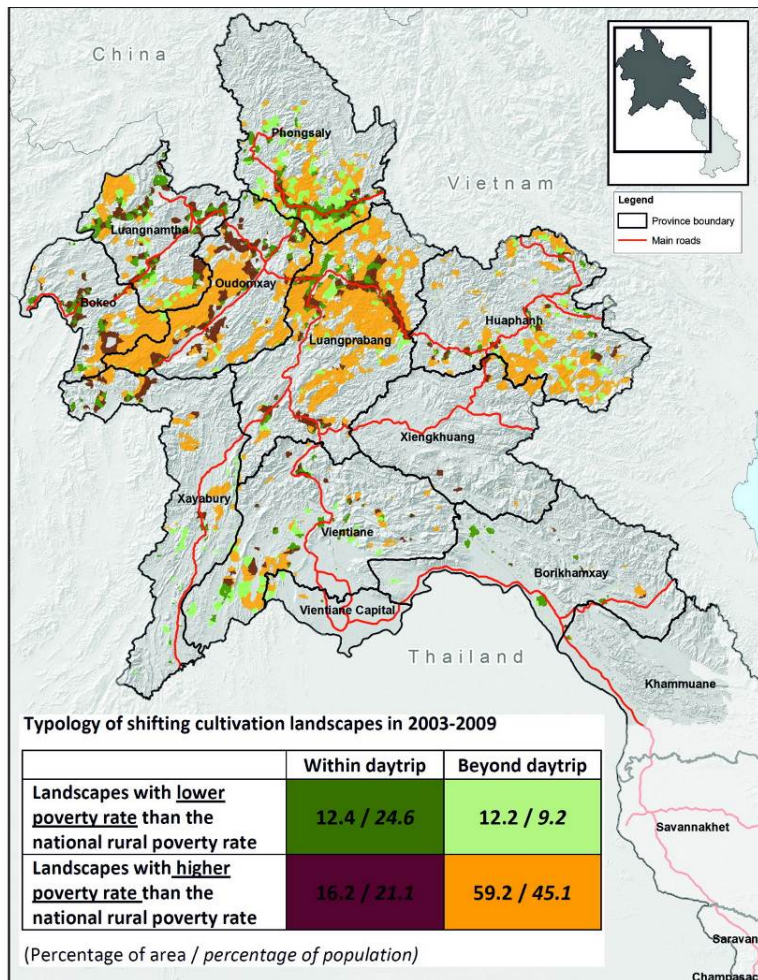 China
Phongsaly
Vietnam
Legend
Province boundary
Main roads
Luangnamtha
Bokeo
Oudomxay
Luangprabang
Huaphanh
Xiengkhuang
Xayabury
Vientiane
Borikhamxay
Vientiane Capital
Thailand
Khammuane
Typology of shifting cultivation landscapes in 2003-2009
Within daytrip Beyond daytrip
Landscapes with lower
poverty rate than the
national rural poverty rate
12.4 / 24.6 12.2 / 9.2
Landscapes with higher
poverty rate than the
national rural poverty rate
16.2 / 21.1 59.2 / 45.1
(Percentage of area / percentage of population)
Savannakhet
Saravan
Champasac